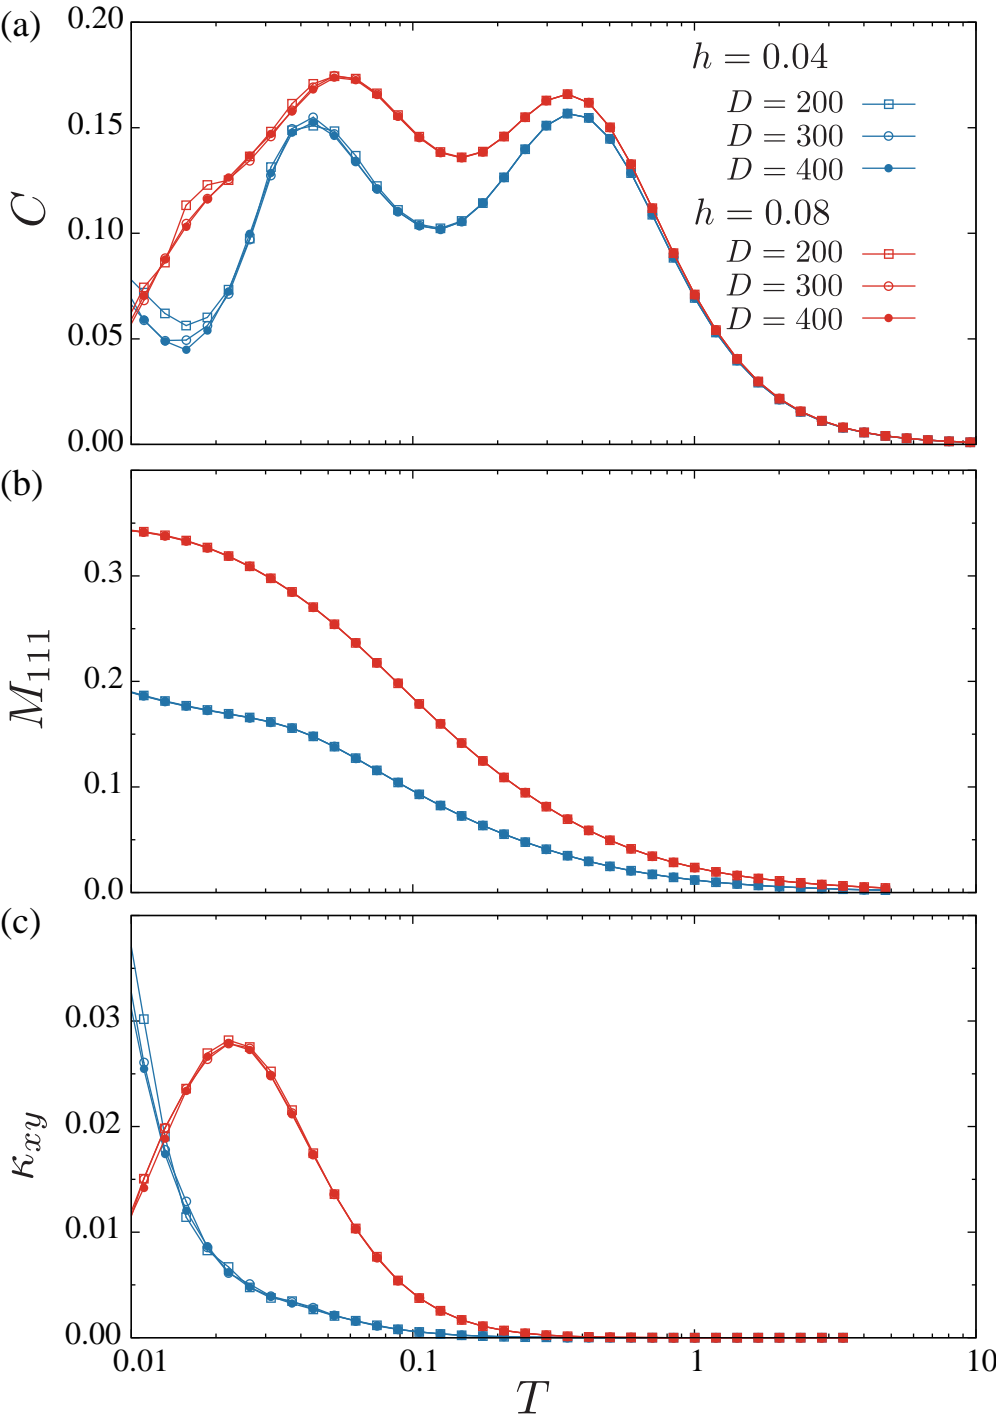 (a)
0.20
0.15
0.10
0.05
0.00
C
h = 0.04
D = 200
D = 300
D = 400
h = 0.08
D = 200
D = 300
D = 400
(b)
0.3
0.2
0.1
0.0
M111
(c)
0.03
0.02
0.01
0.00
κxy
0.01 0.1 1 10
T